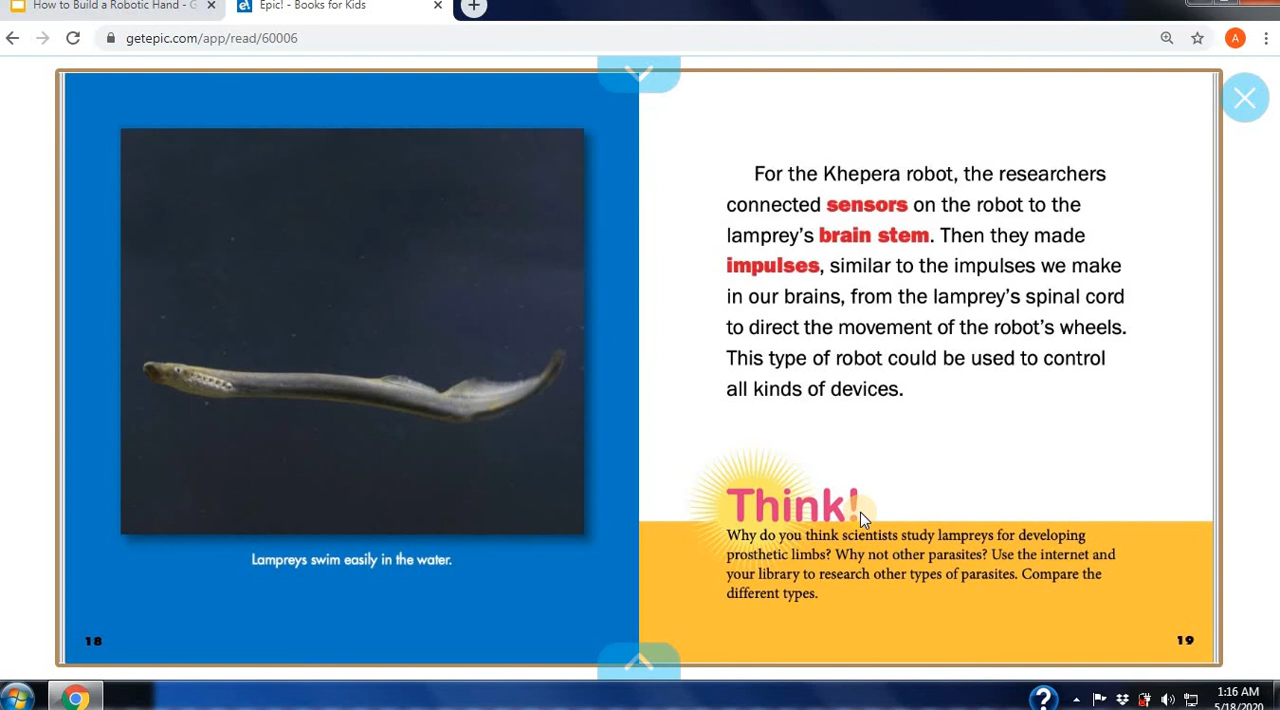 How to Build a Robotic Hand - G
Epic! - Books for Kids
getepic.com/app/read/60006
A
For the Khepera robot, the researchers
connected sensors on the robot to the
lamprey's brain stem. Then they made
impulses, similar to the impulses we make
in our brains, from the lamprey's spinal cord
to direct the movement of the robot's wheels.
This type of robot could be used to control
all kinds of devices.
Think!
Why do you think scientists study lampreys for developing
prosthetic limbs? Why not other parasites? Use the internet and
your library to research other types of parasites. Compare the
different types.
Lampreys swim easily in the water.
18
19
1:16 AM
5/18/2020